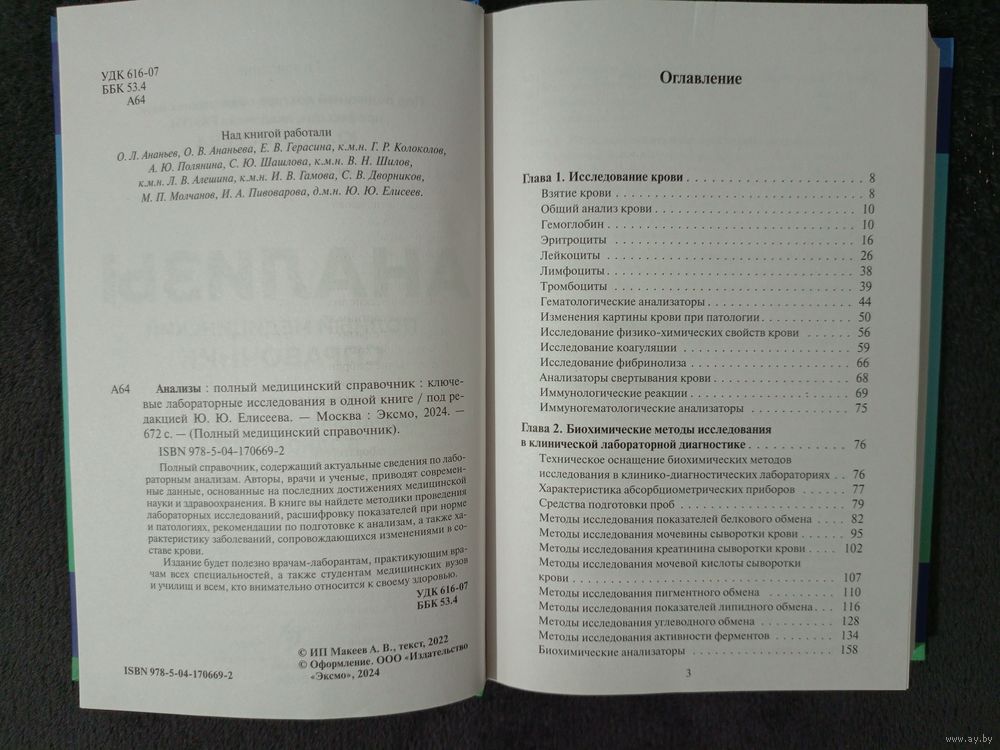 УДК 616-07
ББК 53.4
А64
Над книгой работали
О. Л. Ананьев, О. В. Ананьева, Е. В. Герасина, к.м.н. Г. Р. Колоколов,
А. Ю. Полянина, С. Ю. Шашлова, к.м.н. В. Н. Шилов,
к.м.н. Л. В. Алешина, к.м.н. И. В. Гамова, С. В. Дворников,
М. П. Молчанов, И. А. Пивоварова, д.м.н. Ю. Ю. Елисеев.
А64 Анализы : полный медицинский справочник : ключе-
вые лабораторные исследования в одной книге / под ре-
дакцией Ю. Ю. Елисеева. — Москва : Эксмо, 2024. —
672 с. — (Полный медицинский справочник).
ISBN 978-5-04-170669-2
Полный справочник, содержащий актуальные сведения по лабо-
раторным анализам. Авторы, врачи и ученые, приводят современ-
ные данные, основанные на последних достижениях медицинской
науки и здравоохранения. В книге вы найдете методики проведения
лабораторных исследований, расшифровку показателей при норме
и патологиях, рекомендации по подготовке к анализам, а также ха-
рактеристику заболеваний, сопровождающихся изменениями в со-
ставе крови.
Издание будет полезно врачам-лаборантам, практикующим вра-
чам всех специальностей, а также студентам медицинских вузов
и училищ и всем, кто внимательно относится к своему здоровью.
УДК 616-07
ББК 53.4
© ИП Макеев А. В., текст, 2022
© Оформление. ООО «Издательство
«Эксмо», 2024
ISBN 978-5-04-170669-2
Оглавление
Глава 1. Исследование крови . . . . . . . . . . . . . . . . . . . . . . 8
Взятие крови . . . . . . . . . . . . . . . . . . . . . . . . . . . . 8
Общий анализ крови . . . . . . . . . . . . . . . . . . . . . . . . 10
Гемоглобин . . . . . . . . . . . . . . . . . . . . . . . . . . . . . 10
Эритроциты . . . . . . . . . . . . . . . . . . . . . . . . . . . . 16
Лейкоциты . . . . . . . . . . . . . . . . . . . . . . . . . . . . . 26
Лимфоциты . . . . . . . . . . . . . . . . . . . . . . . . . . . . . 38
Тромбоциты . . . . . . . . . . . . . . . . . . . . . . . . . . . . 39
Гематологические анализаторы . . . . . . . . . . . . . . . . . . 44
Изменения картины крови при патологии . . . . . . . . . . . . 50
Исследование физико-химических свойств крови . . . . . . . 56
Исследование коагуляции . . . . . . . . . . . . . . . . . . . . . 59
Исследование фибринолиза . . . . . . . . . . . . . . . . . . . . 66
Анализаторы свертывания крови . . . . . . . . . . . . . . . . . 68
Иммунологические реакции . . . . . . . . . . . . . . . . . . . . 69
Иммуногематологические анализаторы . . . . . . . . . . . . . 75
Глава 2. Биохимические методы исследования
в клинической лабораторной диагностике . . . . . . . . . . . . . 76
Техническое оснащение биохимических методов
исследования в клинико-диагностических лабораториях . . . 76
Характеристика абсорбциометрических приборов . . . . . . . 77
Средства подготовки проб . . . . . . . . . . . . . . . . . . . . . 79
Методы исследования показателей белкового обмена . . . . . 82
Методы исследования мочевины сыворотки крови . . . . . . . 95
Методы исследования креатинина сыворотки крови . . . . . . 102
Методы исследования мочевой кислоты сыворотки
крови . . . . . . . . . . . . . . . . . . . . . . . . . . . . . . . . 107
Методы исследования пигментного обмена . . . . . . . . . . . 110
Методы исследования показателей липидного обмена . . . 116
Методы исследования углеводного обмена . . . . . . . . . . . 128
Методы исследования активности ферментов . . . . . . . . . 134
Биохимические анализаторы . . . . . . . . . . . . . . . . . . . 158
3
www.ay.by